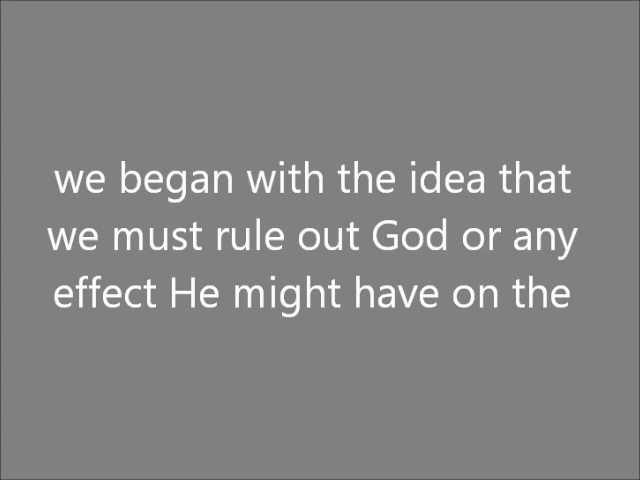 we began with the idea that
we must rule out God or any
effect He might have on the